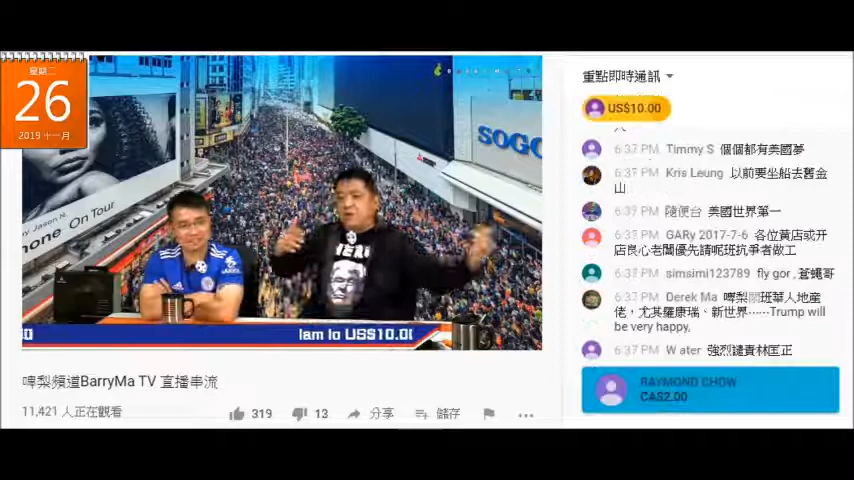 星期二
26
2019 十一月
SOGO
y Jason N.
one On Tour
lam Io US$10.0(
啤梨頻道BarryMa TV 直播串流
11,421 人正在觀看
319
13
分享
儲存
重點即時通訊
US$10.00
6:37 PM Timmy S 個個都有美國夢
6:37 PM Kris Leung 以前要坐船去舊金
山
6:37 PM 隨便台 美國世界第一
6:37 PM GARy 2017-7-6 各位黃店或开
店良心老闆優先請呢班抗爭者做工
6:37 PM simsimi123789 fly gor , 蒼蠅哥
6:37 PM Derek Ma 啤梨 班華人地産
佬，尤其羅康瑞、新世界⋯⋯Trump will
be very happy,
6:37 PM W ater 強烈譴責林匡正
RAYMOND CHOW
CA$2.00